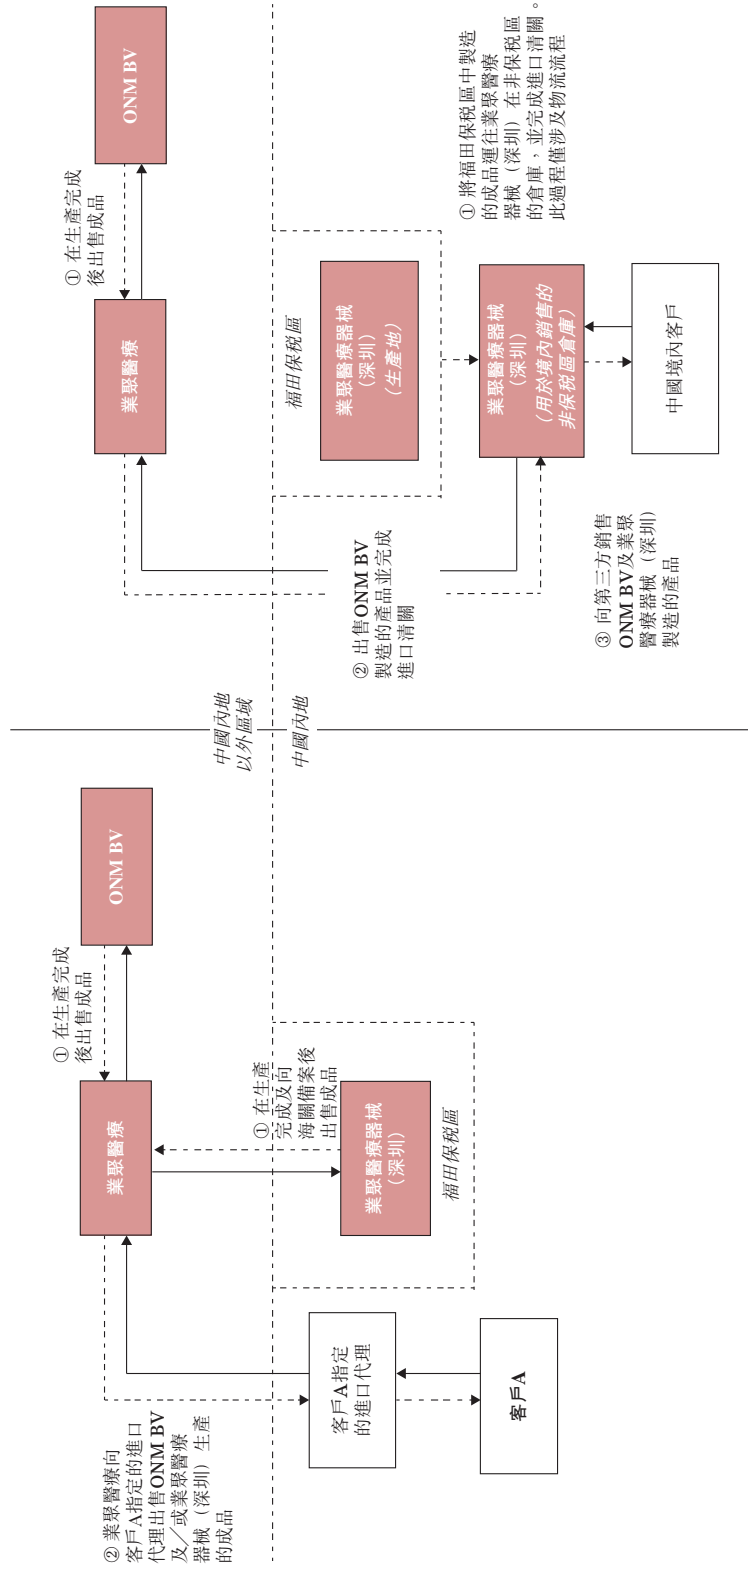 ONM BV
① 在生產完成
後出售成品
業聚醫療
② 業聚醫療向
客戶A指定的進口
代理出售ONM BV
及／或業聚醫療
器械（深圳）生產
的成品
① 在生產
完成及向
海關備案後
出售成品
業聚醫療器械
（深圳）
福田保稅區
客戶A指定
的進口代理
客戶A
中國內地
以外區域
中國內地
ONM BV
① 在生產完成
後出售成品
業聚醫療
② 出售ONM BV
製造的產品並完成
進口清關
福田保稅區
業聚醫療器械
（深圳）
（生產地）
業聚醫療器械
（深圳）
（用於境內銷售的
非保稅區倉庫）
① 將福田保稅區中製造
的成品運往業聚醫療
器械（深圳）在非保稅區
的倉庫，並完成進口清關。
此過程僅涉及物流流程
③ 向第三方銷售
ONM BV及業聚
醫療器械（深圳）
製造的產品
中國境內客戶